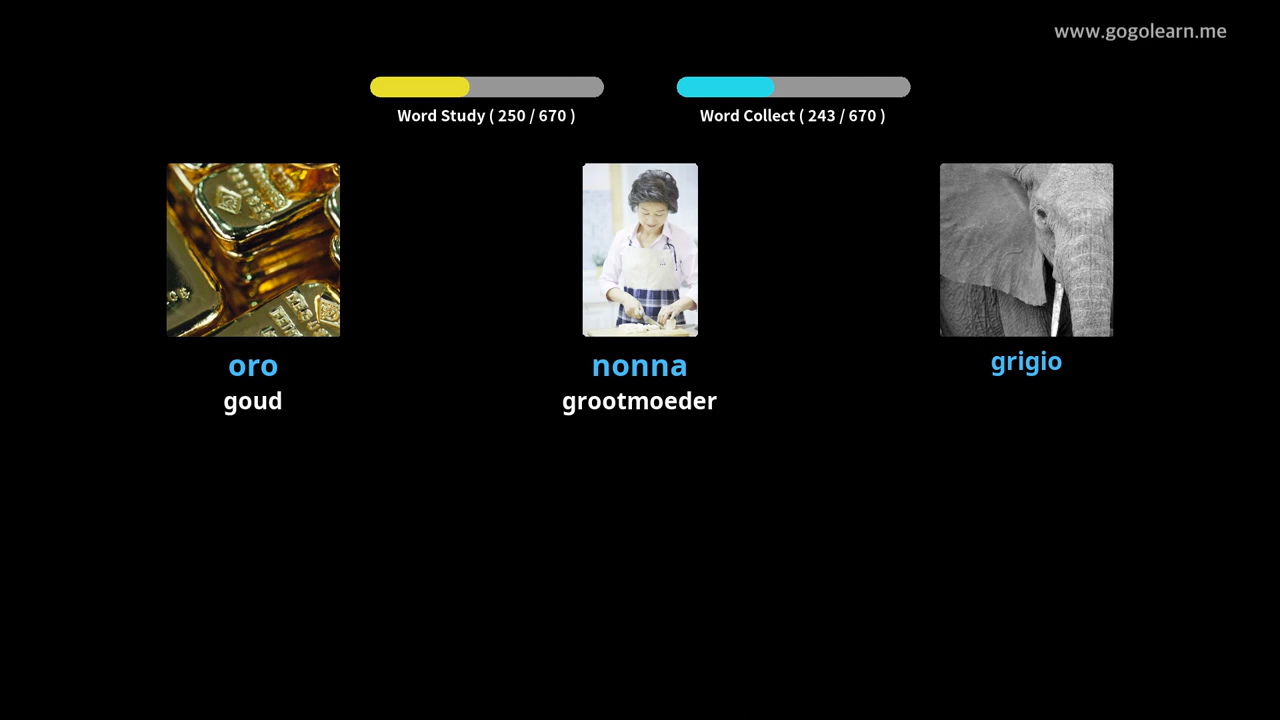 www.gogolearn.me
Word Study ( 250 / 670 )
Word Collect ( 243 / 670 )
oro
goud
nonna
grootmoeder
grigio